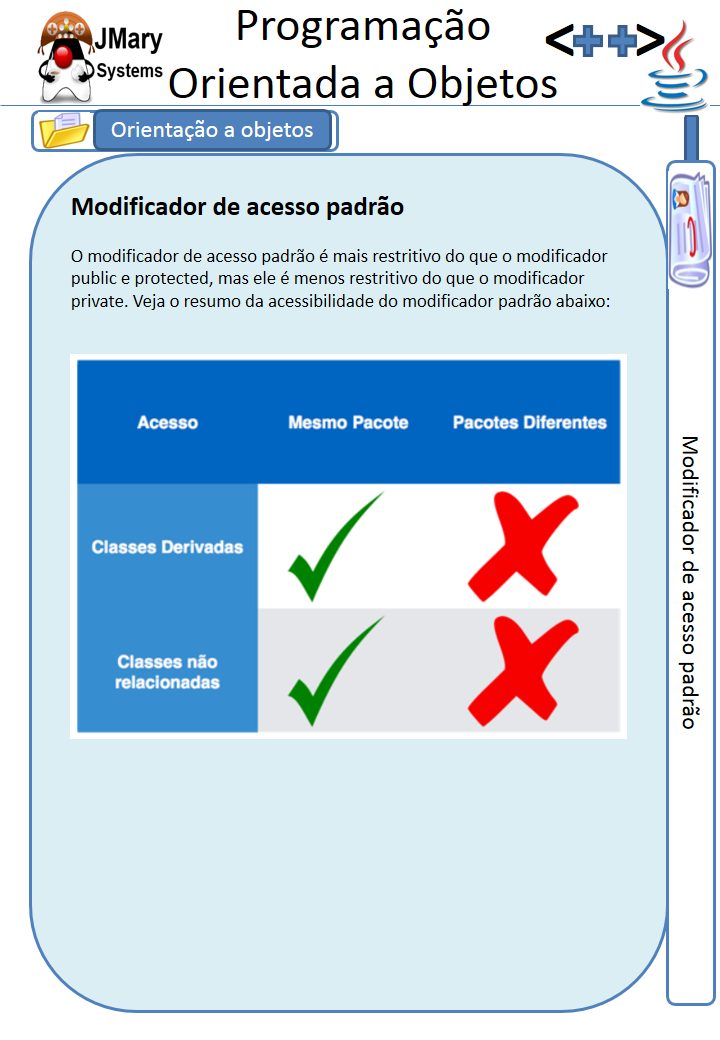 JMary
Systems
Programação
Orientada a Objetos
<++>
Orientação a objetos
Modificador de acesso padrão
O modificador de acesso padrão é mais restritivo do que o modificador
public e protected, mas ele é menos restritivo do que o modificador
private. Veja o resumo da acessibilidade do modificador padrão abaixo:
Acesso
Mesmo Pacote
Pacotes Diferentes
Classes Derivadas
Classes não
relacionadas
Modificador de acesso padrão